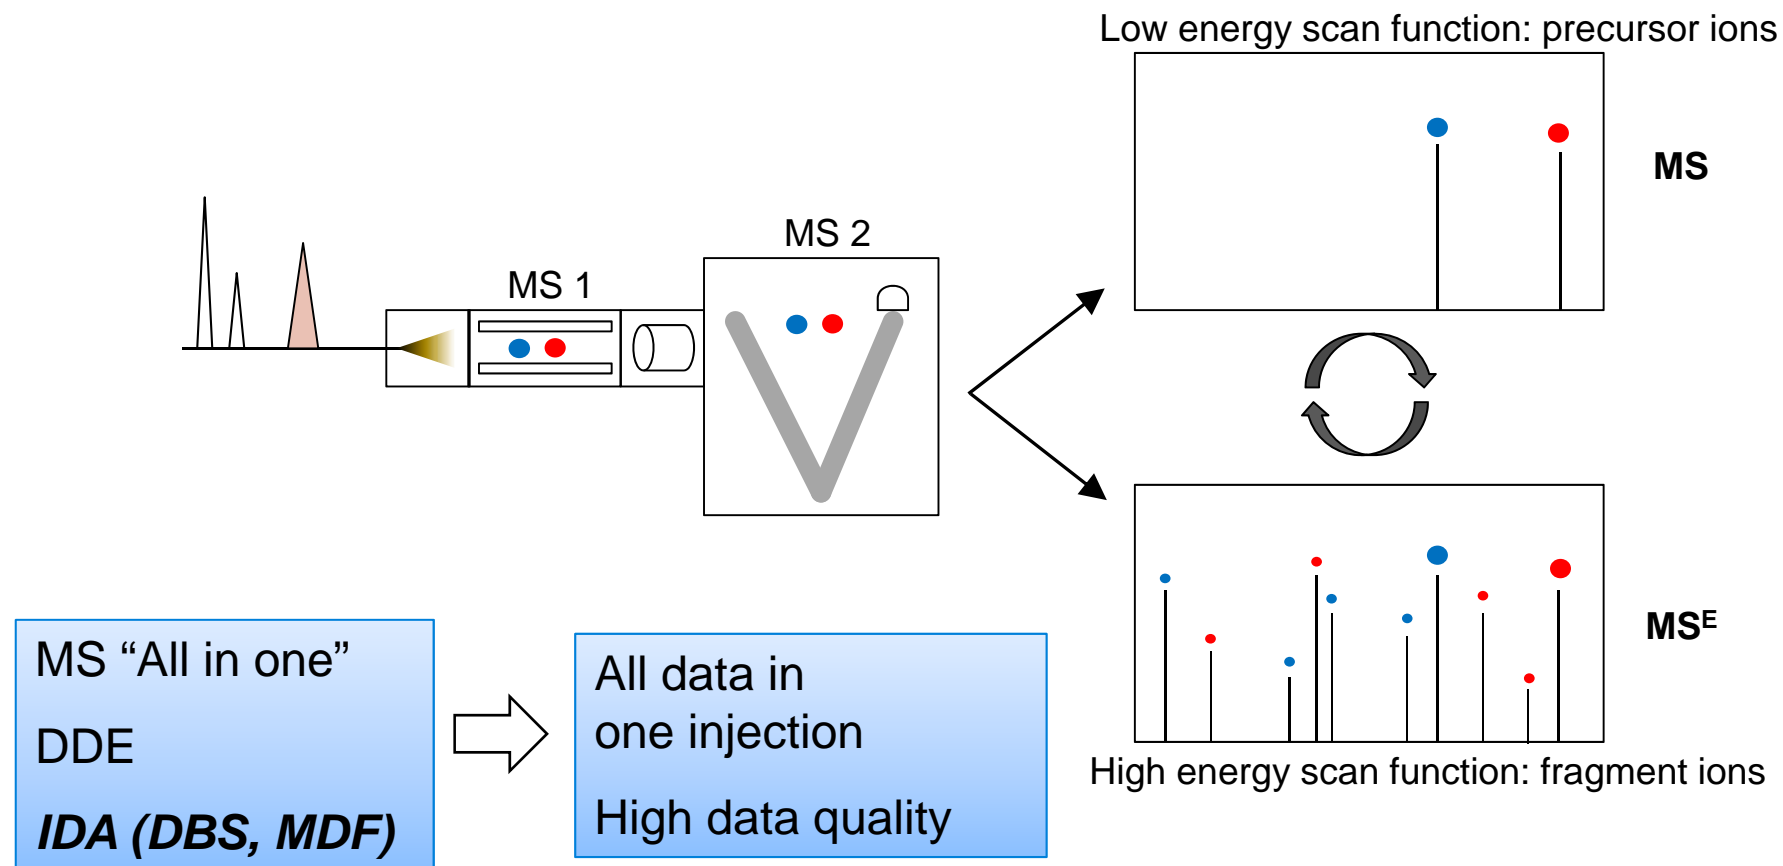 Low energy scan function: precursor ions
MS
MS 2
MS 1
MSᴱ
High energy scan function: fragment ions
MS “All in one”
DDE
IDA (DBS, MDF)
All data in
one injection
High data quality